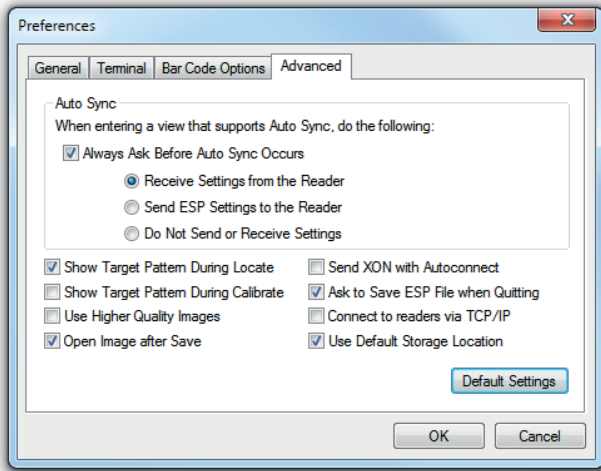 Preferences
General Terminal Bar Code Options Advanced
Auto Sync
When entering a view that supports Auto Sync, do the following:
Always Ask Before Auto Sync Occurs
Receive Settings from the Reader
Send ESP Settings to the Reader
Do Not Send or Receive Settings
Show Target Pattern During Locate Send XON with Autoconnect
Show Target Pattern During Calibrate Ask to Save ESP File when Quitting
Use Higher Quality Images Connect to readers via TCP/IP
Open Image after Save Use Default Storage Location
Default Settings
OK Cancel